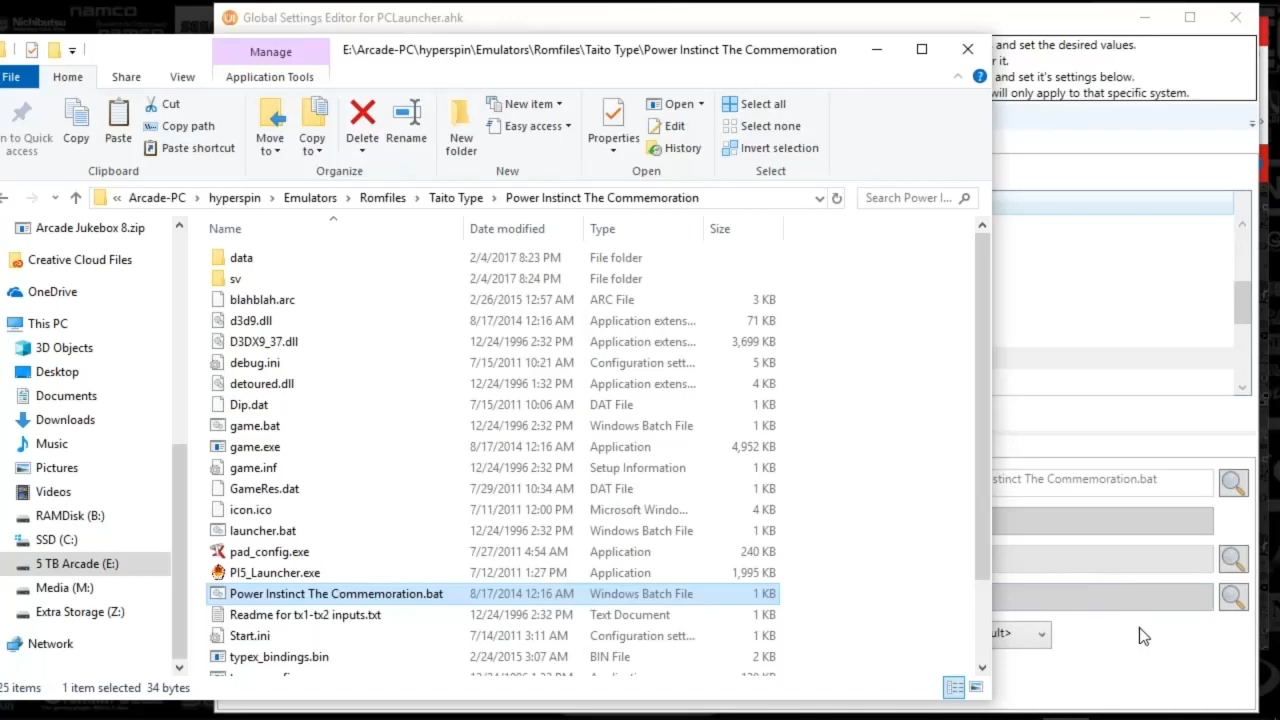 Nichibutsu
namco
Global Settings Editor for PCLauncher.ahk
Manage
E:\Arcade-PC\hyperspin\Emulators\Romfiles\Taito Type\Power Instinct The Commemoration
and set the desired values.
r it.
and set it's settings below.
will only apply to that specific system.
File
Home
Share
View
Application Tools
n to Quick access
Copy
Paste
Cut
Copy path
Paste shortcut
Move to
Copy to
Delete
Rename
New folder
New item
Easy access
Properties
Open
Edit
History
Select all
Select none
Invert selection
Clipboard
Organize
New
Open
Select
« Arcade-PC > hyperspin > Emulators > Romfiles > Taito Type > Power Instinct The Commemoration
Search Power I...
Arcade Jukebox 8.zip
Creative Cloud Files
OneDrive
This PC
3D Objects
Desktop
Documents
Downloads
Music
Pictures
Videos
RAMDisk (B:)
SSD (C:)
5 TB Arcade (E:)
Media (M:)
Extra Storage (Z:)
Network
Name Date modified Type Size
data 2/4/2017 8:23 PM File folder
sv 2/4/2017 8:24 PM File folder
blahblah.arc 2/26/2015 12:57 AM ARC File 3 KB
d3d9.dll 8/17/2014 12:16 AM Application extens... 71 KB
D3DX9_37.dll 12/24/1996 2:32 PM Application extens... 3,699 KB
debug.ini 7/15/2011 10:21 AM Configuration sett... 5 KB
detoured.dll 12/24/1996 1:32 PM Application extens... 4 KB
Dip.dat 7/15/2011 10:06 AM DAT File 1 KB
game.bat 12/24/1996 2:32 PM Windows Batch File 1 KB
game.exe 8/17/2014 12:16 AM Application 4,952 KB
game.inf 12/24/1996 2:32 PM Setup Information 1 KB
GameRes.dat 7/29/2011 10:34 AM DAT File 1 KB
icon.ico 7/11/2011 12:00 PM Microsoft Windo... 4 KB
launcher.bat 12/24/1996 2:32 PM Windows Batch File 1 KB
pad_config.exe 7/27/2011 4:54 AM Application 240 KB
PI5_Launcher.exe 7/12/2011 1:27 PM Application 1,995 KB
Power Instinct The Commemoration.bat 8/17/2014 12:16 AM Windows Batch File 1 KB
Readme for tx1-tx2 inputs.txt 12/24/1996 2:32 PM Text Document 1 KB
Start.ini 7/14/2011 3:11 AM Configuration sett... 1 KB
typex_bindings.bin 2/24/2015 3:07 AM BIN File 2 KB
stinct The Commemoration.bat
ult>
25 items 1 item selected 34 bytes